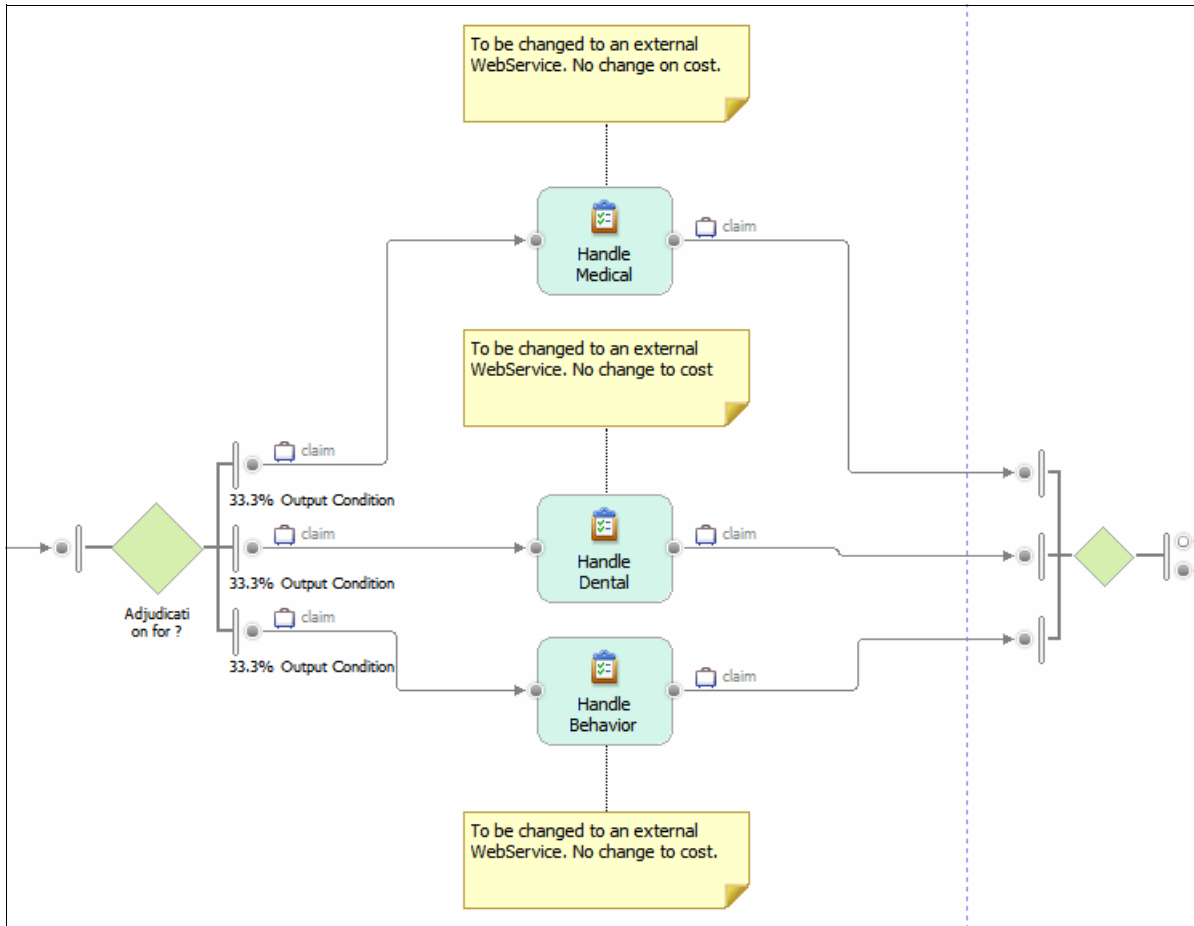 To be changed to an external
WebService. No change on cost.
claim
Handle
Medical
To be changed to an external
WebService. No change to cost
claim
33.3% Output Condition
claim
claim
Handle
Dental
33.3% Output Condition
Adjudicati
on for ?
claim
33.3% Output Condition
claim
Handle
Behavior
To be changed to an external
WebService. No change to cost.